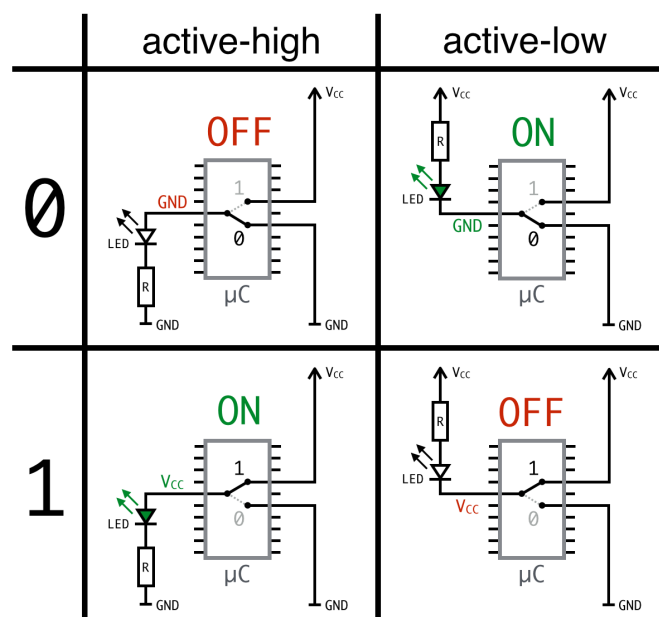 active-high
active-low
0
OFF
VCC
1
GND
0
LED
R
µC
GND
GND
VCC
ON
VCC
R
1
LED
GND
0
µC
GND
1
ON
VCC
1
VCC
0
LED
R
µC
GND
GND
VCC
OFF
VCC
R
1
LED
VCC
0
µC
GND